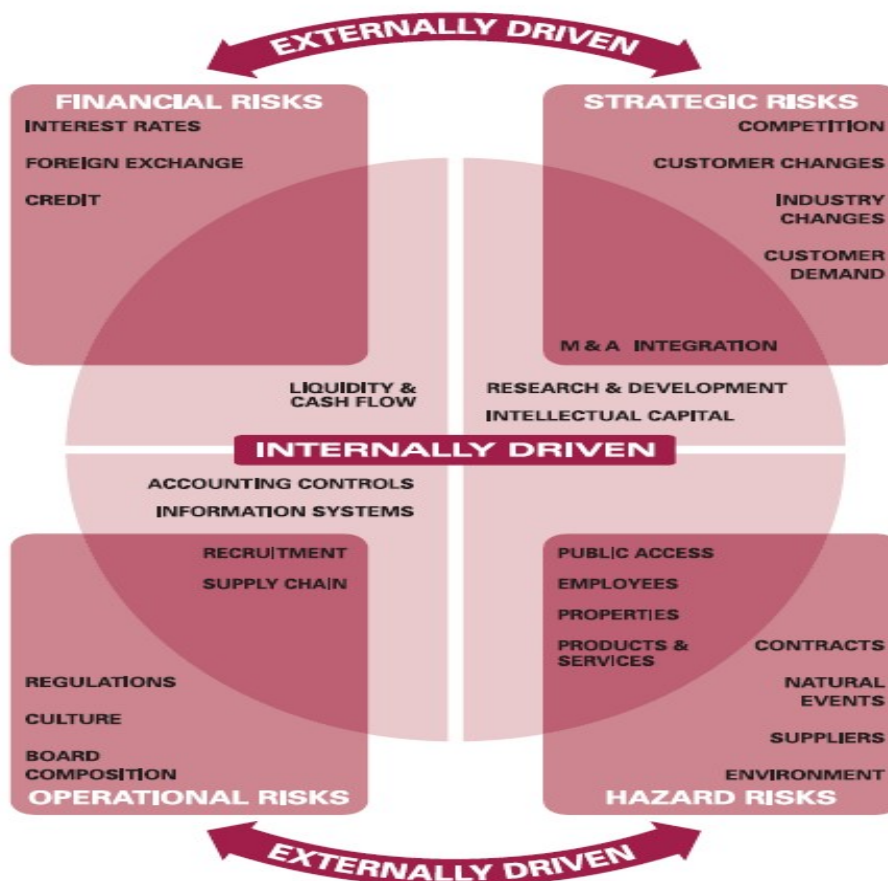 EXTERNALLY DRIVEN
FINANCIAL RISKS
INTEREST RATES
FOREIGN EXCHANGE
CREDIT
STRATEGIC RISKS
COMPETITION
CUSTOMER CHANGES
INDUSTRY
CHANGES
CUSTOMER
DEMAND
M & A INTEGRATION
LIQUIDITY &
CASH FLOW
RESEARCH & DEVELOPMENT
INTELLECTUAL CAPITAL
INTERNALLY DRIVEN
ACCOUNTING CONTROLS
INFORMATION SYSTEMS
RECRUITMENT
SUPPLY CHAIN
REGULATIONS
CULTURE
BOARD
COMPOSITION
OPERATIONAL RISKS
PUBLIC ACCESS
EMPLOYEES
PROPERTIES
PRODUCTS &
SERVICES
CONTRACTS
NATURAL
EVENTS
SUPPLIERS
ENVIRONMENT
HAZARD RISKS
EXTERNALLY DRIVEN